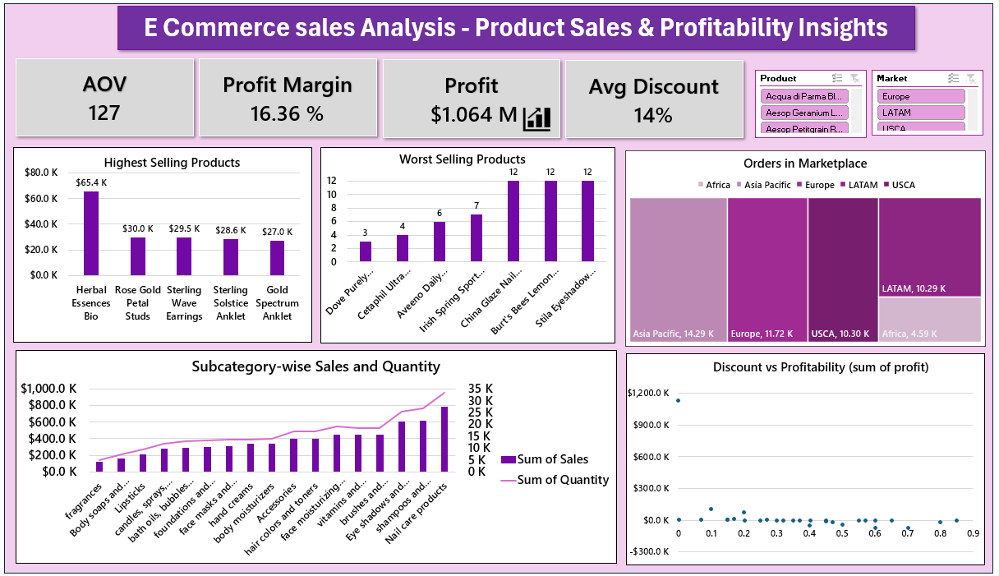 E Commerce sales Analysis - Product Sales & Profitability Insights
AOV
127
Profit Margin
16.36 %
Profit
$1.064 M
Avg Discount
14%
Product
Acqua di Parma Bl...
Aesop Geranium L...
Aesop Petitgrain R...
Market
Europe
LATAM
USCA
Highest Selling Products
$80.0 K
$60.0 K
$40.0 K
$20.0 K
$0.0 K
$65.4 K
$30.0 K
$29.5 K
$28.6 K
$27.0 K
Herbal Essences Bio
Rose Gold Petal Studs
Sterling Wave Earrings
Sterling Solstice Anklet
Gold Spectrum Anklet
Worst Selling Products
12
10
8
6
4
2
0
3
4
6
7
12
12
12
Dove Purely...
Cetaphil Ultra...
Aveeno Daily...
Irish Spring Sport...
China Glaze Nail...
Burt's Bees Lemon...
Stila Eyeshadow...
Orders in Marketplace
Africa
Asia Pacific
Europe
LATAM
USCA
Asia Pacific, 14.29 K
Europe, 11.72 K
USCA, 10.30 K
LATAM, 10.29 K
Africa, 4.59 K
Subcategory-wise Sales and Quantity
$1,000.0 K
$800.0 K
$600.0 K
$400.0 K
$200.0 K
$0.0 K
35 K
30 K
25 K
20 K
15 K
10 K
5 K
0 K
fragrances
Body soaps and...
Lipsticks
candles, sprays,...
bath oils, bubbles...
foundations and...
face masks and...
hand creams
body moisturizers
Accessories
hair colors and toners
face moisturizing...
vitamins and...
brushes and...
Eye shadows and...
shampoos and...
Nail care products
Sum of Sales
Sum of Quantity
Discount vs Profitability (sum of profit)
$1,200.0 K
$900.0 K
$600.0 K
$300.0 K
$0.0 K
-$300.0 K
0
0.1
0.2
0.3
0.4
0.5
0.6
0.7
0.8
0.9